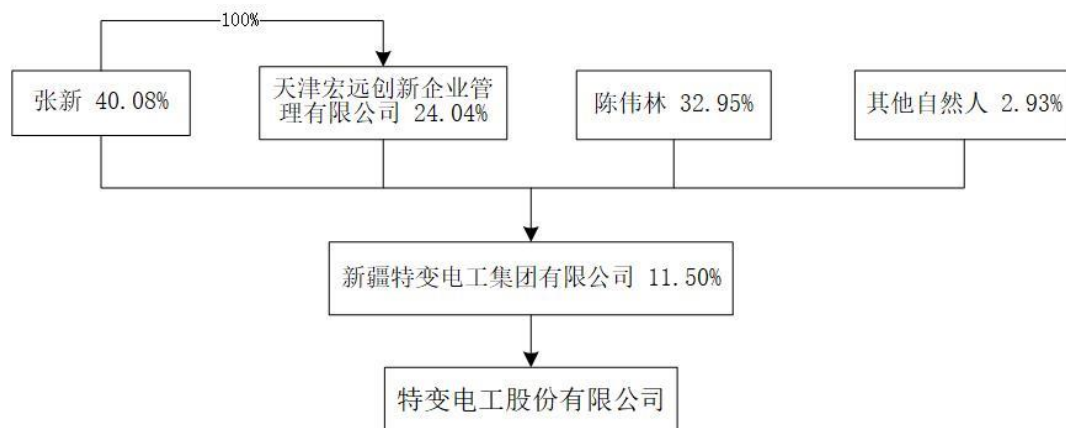 100%
张新 40.08%
天津宏远创新企业管
理有限公司 24.04%
陈伟林 32.95%
其他自然人 2.93%
新疆特变电工集团有限公司 11.50%
特变电工股份有限公司